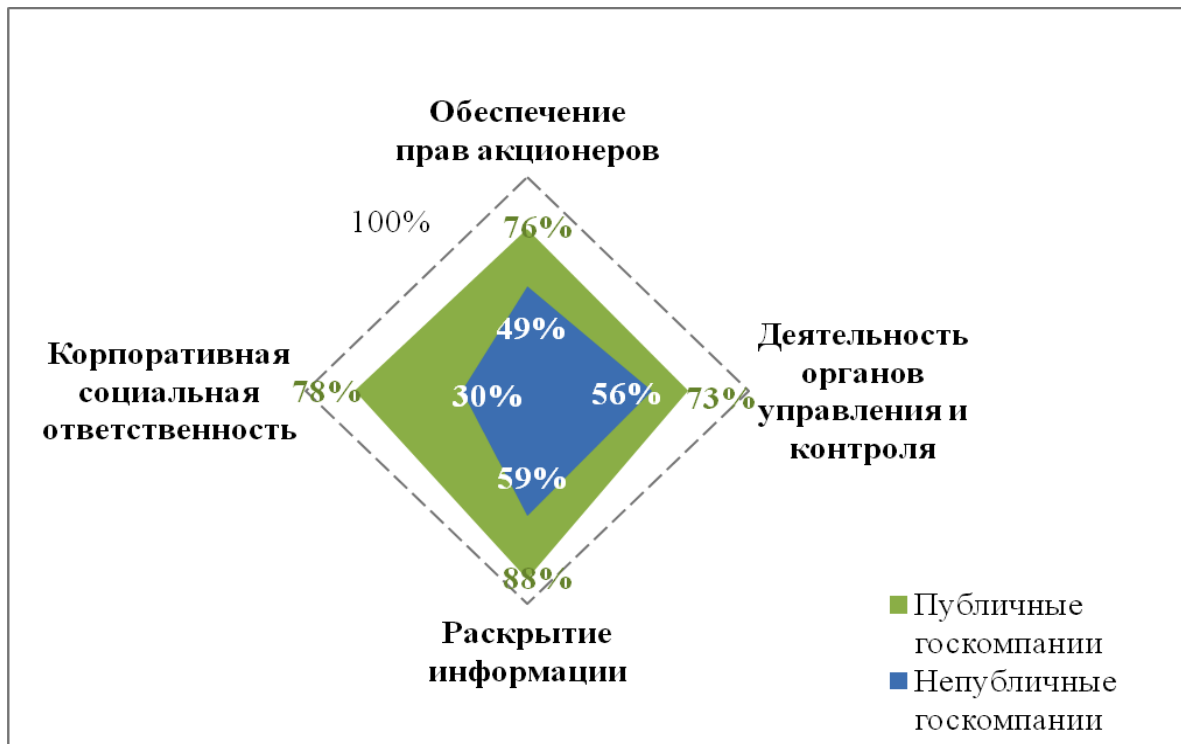 Обеспечение
прав акционеров
100%
76%
49%
Корпоративная
социальная
ответственность
78%
30%
56%
73%
Деятельность
органов
управления и
контроля
59%
88%
Раскрытие
информации
Публичные
госкомпании
Непубличные
госкомпании